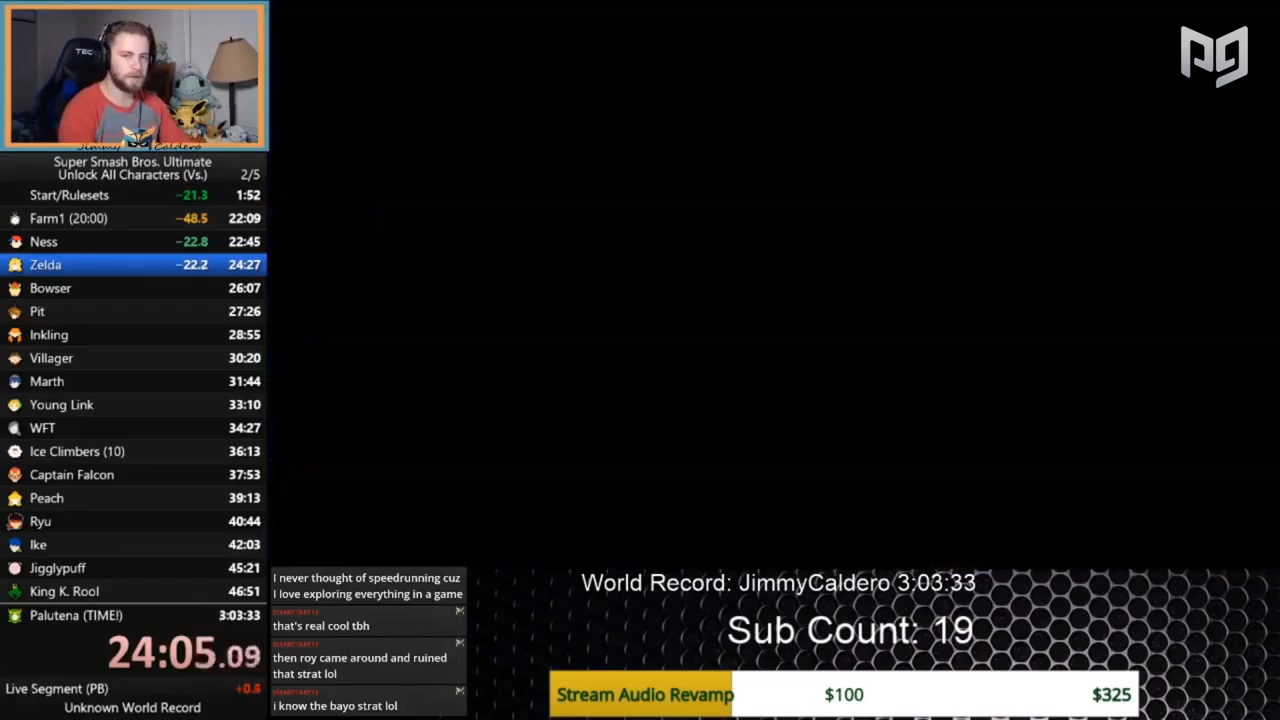 PG
TEC
Jimmy Caldero
Super Smash Bros. Ultimate
Unlock All Characters (Vs.) 2/5
Start/Rulesets -21.3 1:52
Farm1 (20:00) -48.5 22:09
Ness -22.8 22:45
Zelda -22.2 24:27
Bowser 26:07
Pit 27:26
Inkling 28:55
Villager 30:20
Marth 31:44
Young Link 33:10
WFT 34:27
Ice Climbers (10) 36:13
Captain Falcon 37:53
Peach 39:13
Ryu 40:44
Ike 42:03
Jigglypuff 45:21
King K. Rool 46:51
Palutena (TIME!) 3:03:33
24:05.09
Live Segment (PB) +0.5
Unknown World Record
I never thought of speedrunning cuz
I love exploring everything in a game
that's real cool tbh
then roy came around and ruined
that strat lol
i know the bayo strat lol
World Record: JimmyCaldero 3:03:33
Sub Count: 19
Stream Audio Revamp $100 $325